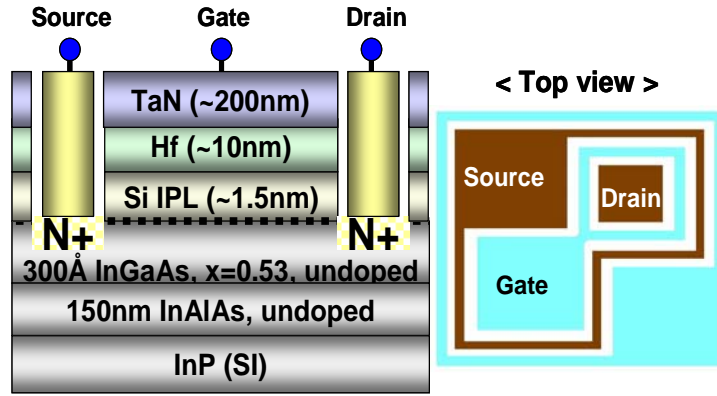 Source Gate Drain
TaN (~200nm)
Hf (~10nm)
Si IPL (~1.5nm)
N+ N+
300Å InGaAs, x=0.53, undoped
150nm InAlAs, undoped
InP (SI)
< Top view >
Source
Drain
Gate